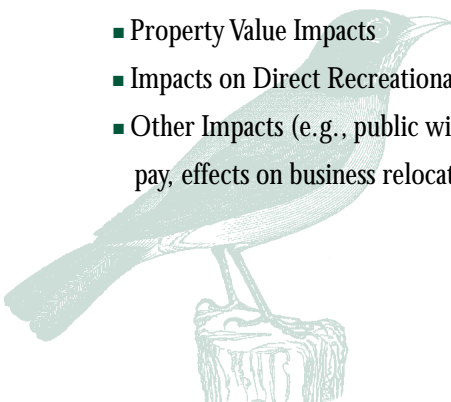 ▪ Property Value Impacts
▪ Impacts on Direct Recreationa
▪ Other Impacts (e.g., public wi
pay, effects on business relocat